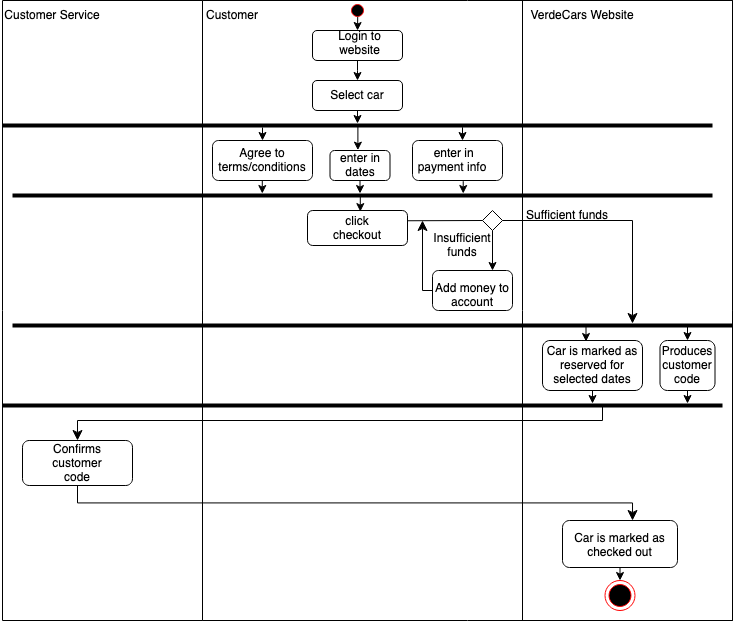 Customer Service
Customer
VerdeCars Website
Login to
website
Select car
Agree to
terms/conditions
enter in
dates
enter in
payment info
click
checkout
Sufficient funds
Insufficient
funds
Add money to
account
Car is marked as
reserved for
selected dates
Produces
customer
code
Confirms
customer
code
Car is marked as
checked out